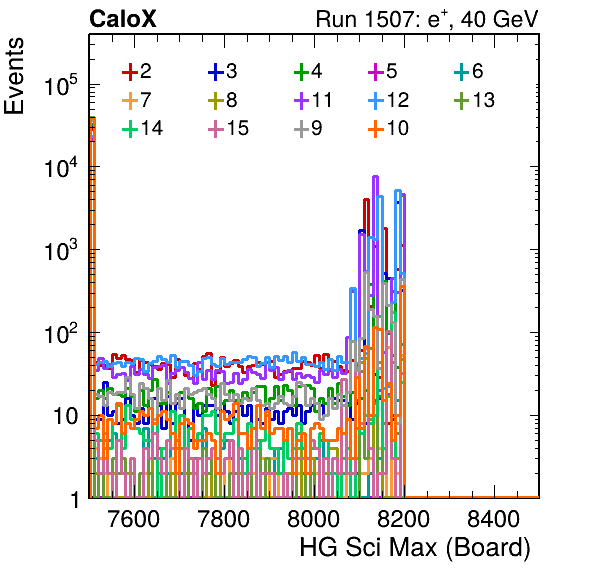 CaloX Run 1507: e⁺, 40 GeV
Events
10⁵
10⁴
10³
10²
10
1
2 3 4 5 6
7 8 11 12 13
14 15 9 10
7600 7800 8000 8200 8400
HG Sci Max (Board)